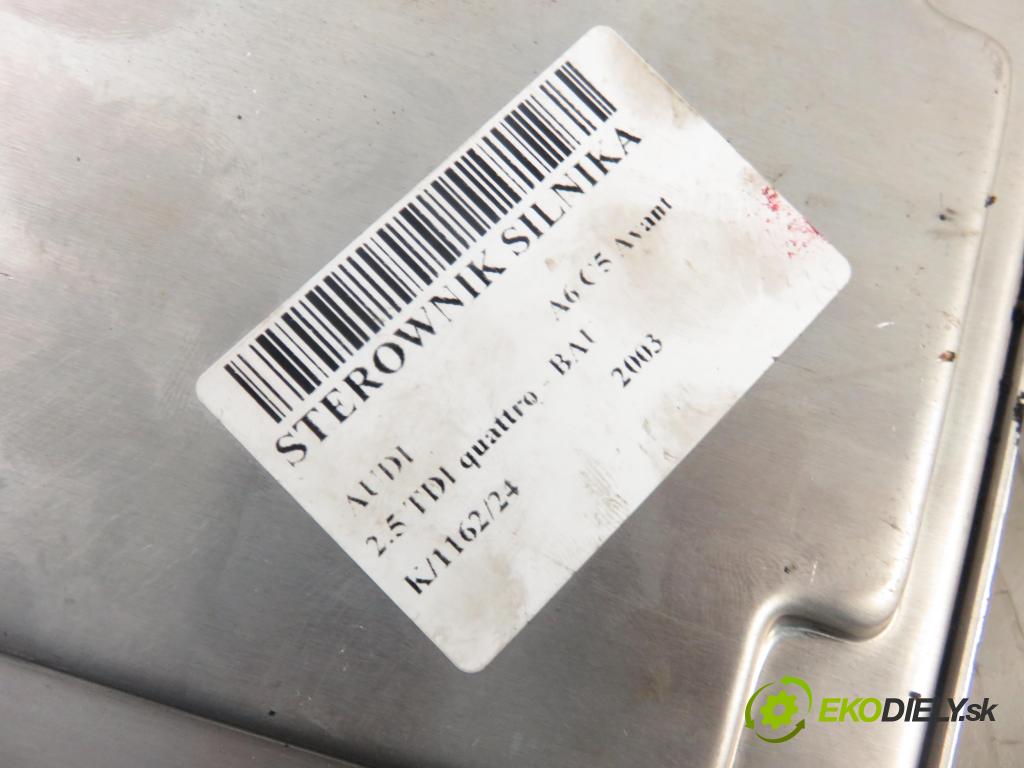 STEROWNIK SILNIKA
AUDI A6 C5 Avant
2.5 TDI quattro - BAU
K/1162/24 2003
EKODIELY.sk